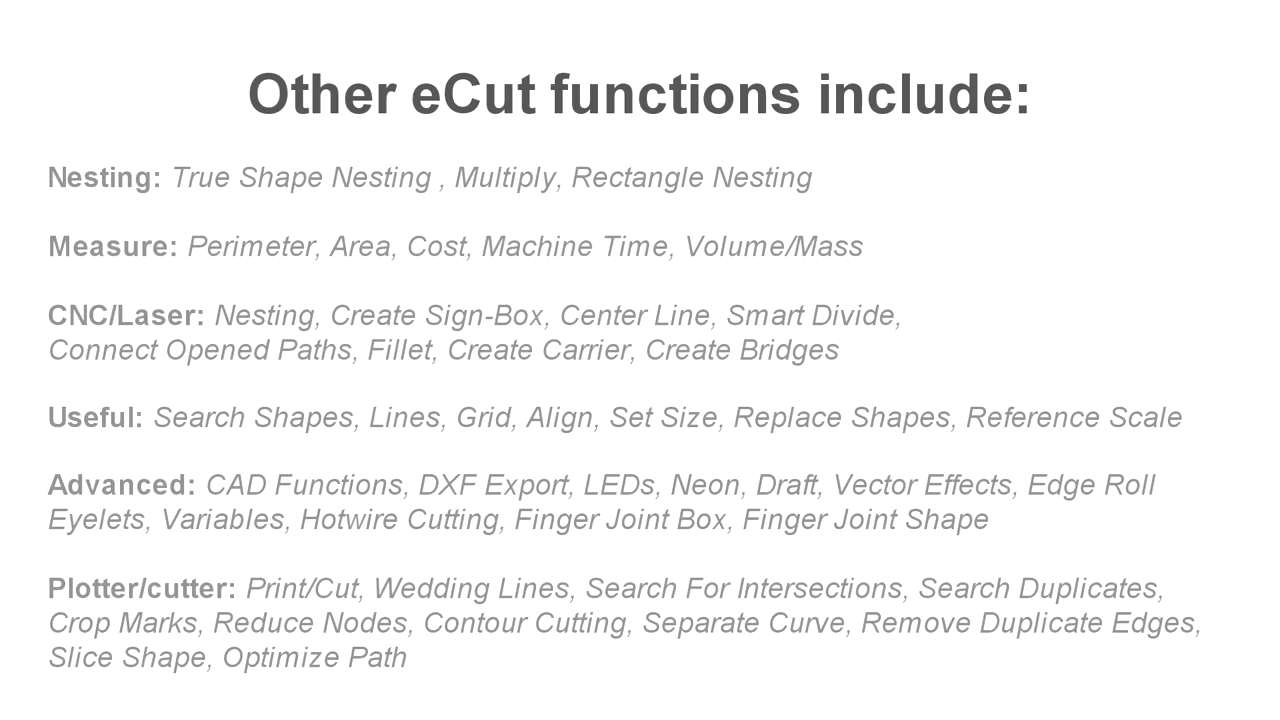 Other eCut functions include:
Nesting: True Shape Nesting , Multiply, Rectangle Nesting
Measure: Perimeter, Area, Cost, Machine Time, Volume/Mass
CNC/Laser: Nesting, Create Sign-Box, Center Line, Smart Divide,
Connect Opened Paths, Fillet, Create Carrier, Create Bridges
Useful: Search Shapes, Lines, Grid, Align, Set Size, Replace Shapes, Reference Scale
Advanced: CAD Functions, DXF Export, LEDs, Neon, Draft, Vector Effects, Edge Roll
Eyelets, Variables, Hotwire Cutting, Finger Joint Box, Finger Joint Shape
Plotter/cutter: Print/Cut, Wedding Lines, Search For Intersections, Search Duplicates,
Crop Marks, Reduce Nodes, Contour Cutting, Separate Curve, Remove Duplicate Edges,
Slice Shape, Optimize Path